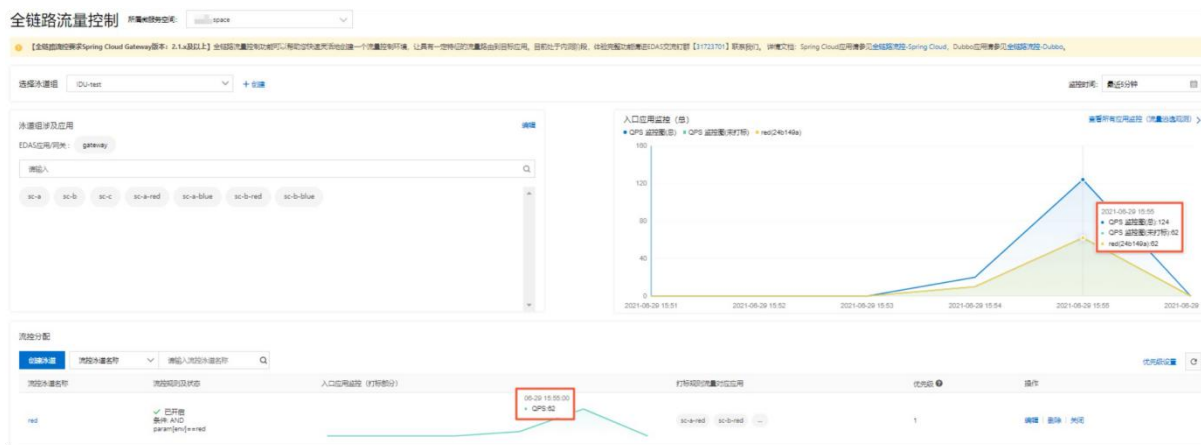 全链路流量控制 所属微服务空间： space
【全链路流控要求Spring Cloud Gateway版本：2.1.x及以上】全链路流量控制功能可以帮助您快速灵活地创建一个流量控制环境，让具有一定特征的流量路由到目标应用。目前处于内测阶段，体验完整功能请进EDAS交流钉群【31723701】联系我们。 详情文档：Spring Cloud应用请参见全链路流控-Spring Cloud，Dubbo应用请参见全链路流控-Dubbo。
选择泳道组 IDU-test + 创建 监控时间： 最近5分钟
泳道组涉及应用 编辑
EDAS应用/网关： gateway
请输入
sc-a sc-b sc-c sc-a-red sc-a-blue sc-b-red sc-b-blue
入口应用监控（总） 查看所有应用监控（流量逃逸观测）
QPS 监控图(总) QPS 监控图(未打标) red(24b149a)
160
120
80
40
0
2021-06-29 15:51 2021-06-29 15:52 2021-06-29 15:53 2021-06-29 15:54 2021-06-29 15:55 2021-06-29
2021-06-29 15:55
QPS 监控图(总):124
QPS 监控图(未打标):62
red(24b149a):62
流控分配
创建泳道 流控泳道名称 请输入流控泳道名称 优先级设置
流控泳道名称 流控规则及状态 入口应用监控（打标部分） 打标规则流量对应应用 优先级 操作
06-29 15:55:00
QPS:62
red
已开启
条件: AND
param[env]==red
sc-a-red sc-b-red ... 1 编辑 删除 关闭